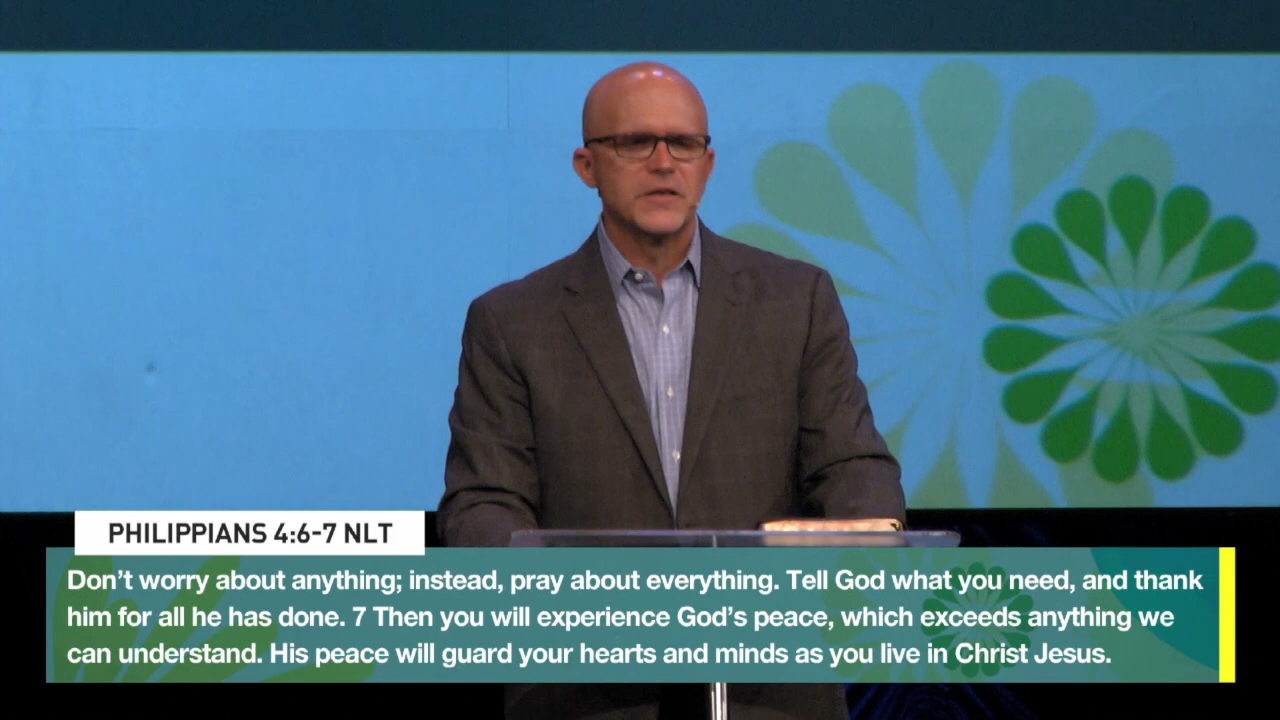 PHILIPPIANS 4:6-7 NLT
Don’t worry about anything; instead, pray about everything. Tell God what you need, and thank
him for all he has done. 7 Then you will experience God’s peace, which exceeds anything we
can understand. His peace will guard your hearts and minds as you live in Christ Jesus.